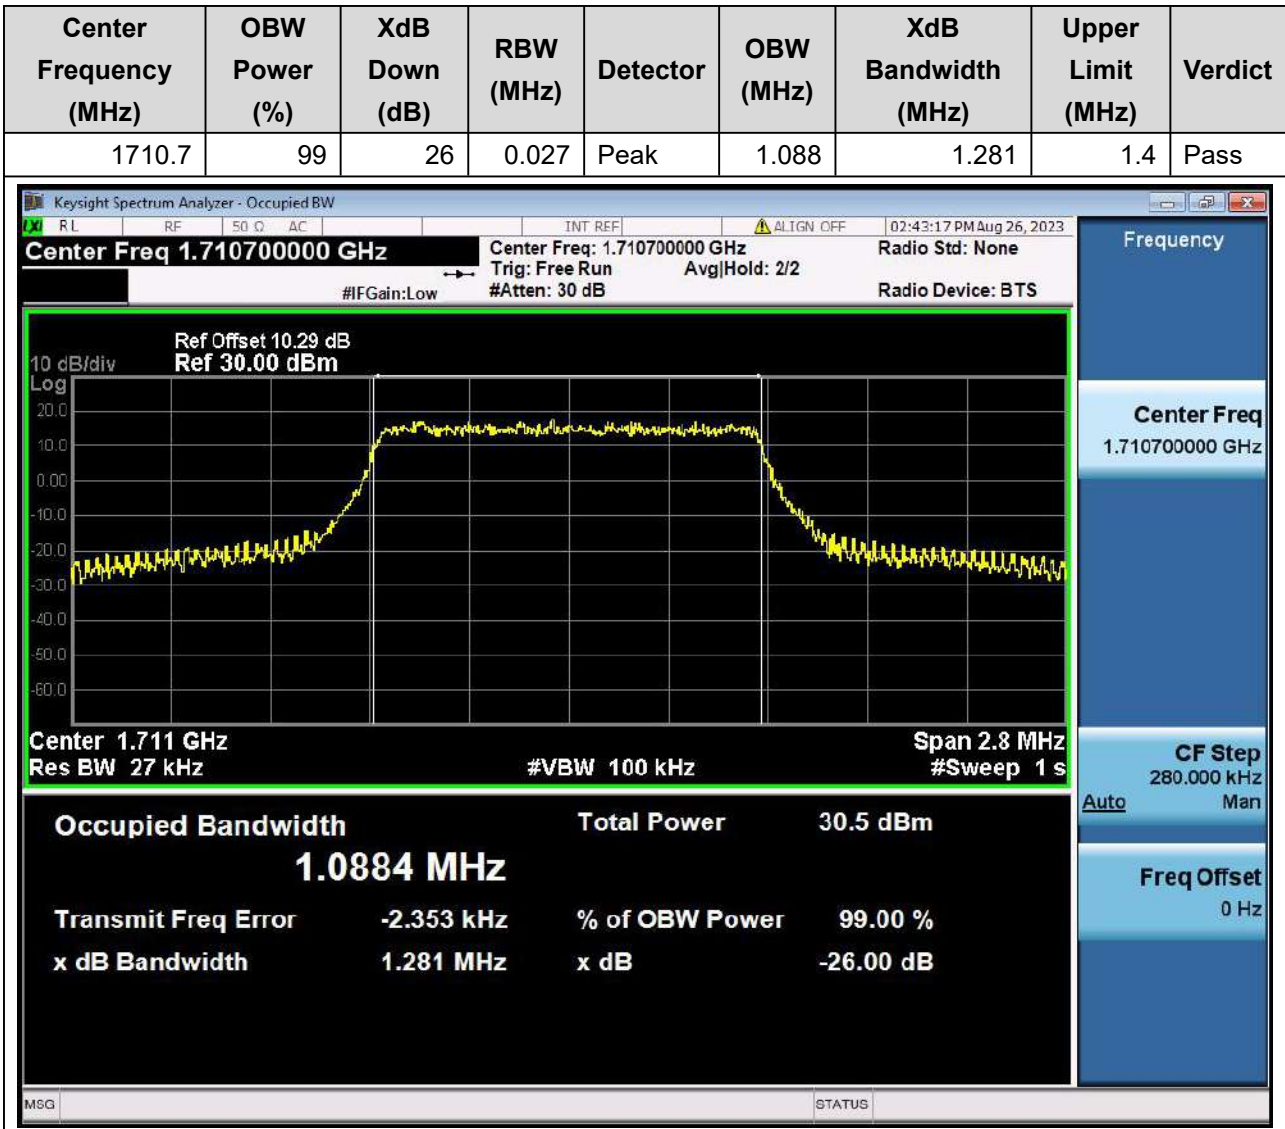 Center Frequency (MHz) OBW Power (%) XdB Down (dB) RBW (MHz) Detector OBW (MHz) XdB Bandwidth (MHz) Upper Limit (MHz) Verdict
1710.7 99 26 0.027 Peak 1.088 1.281 1.4 Pass
Keysight Spectrum Analyzer - Occupied BW
LXI RL RF 50 Ω AC INT REF ALIGN OFF 02:43:17 PM Aug 26, 2023
Center Freq 1.710700000 GHz
#IFGain:Low
Center Freq: 1.710700000 GHz
Trig: Free Run Avg|Hold: 2/2
#Atten: 30 dB
Radio Std: None
Radio Device: BTS
Ref Offset 10.29 dB
10 dB/div Ref 30.00 dBm
Log
20.0
10.0
0.00
-10.0
-20.0
-30.0
-40.0
-50.0
-60.0
Center 1.711 GHz Span 2.8 MHz
Res BW 27 kHz #VBW 100 kHz #Sweep 1 s
Occupied Bandwidth Total Power 30.5 dBm
1.0884 MHz
Transmit Freq Error -2.353 kHz % of OBW Power 99.00 %
x dB Bandwidth 1.281 MHz x dB -26.00 dB
Frequency
Center Freq
1.710700000 GHz
CF Step
280.000 kHz
Auto Man
Freq Offset
0 Hz
MSG STATUS